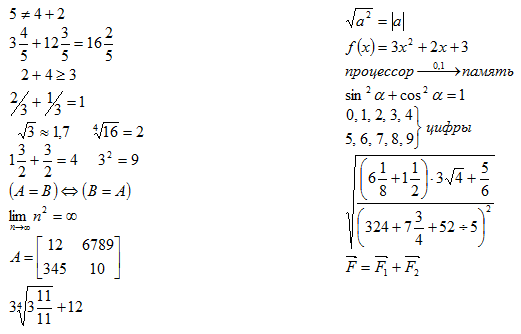 5 ≠ 4 + 2
3 4/5 + 12 3/5 = 16 2/5
2 + 4 ≥ 3
2/3 + 1/3 = 1
√3 ≈ 1,7    ∜16 = 2
1 3/2 + 3/2 = 4    3² = 9
(A = B) ⇔ (B = A)
lim n→∞ n² = ∞
A = [12 6789
345 10]
3 ∜(3 11/11) + 12
√(a²) = |a|
f(x) = 3x² + 2x + 3
процессор —0,1→ память
sin² α + cos² α = 1
0, 1, 2, 3, 4
5, 6, 7, 8, 9 } цифры
√(((6 1/8 + 1 1/2) · 3√4 + 5/6) / (324 + 7 3/4 + 52 ÷ 5)²)
F⃗ = F⃗₁ + F⃗₂